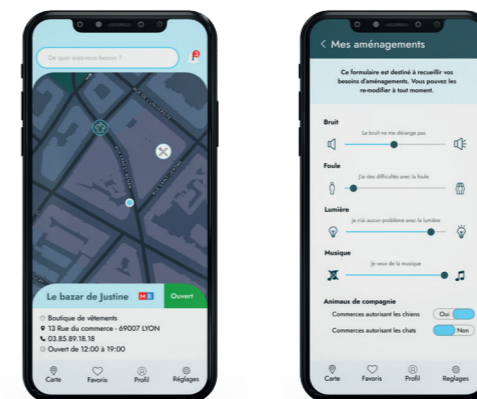 De quoi avez-vous besoin ?
Le bazar de Justine
M B
Ouvert
Boutique de vêtements
13 Rue du commerce - 69007 LYON
03.85.89.18.18
Ouvert de 12:00 à 19:00
Carte
Favoris
Profil
Réglages
< Mes aménagements
Ce formulaire est destiné à recueillir vos
besoins d'aménagements. Vous pouvez les
re-modifier à tout moment.
Bruit
Le bruit ne me dérange pas
Foule
J'ai des difficultés avec la foule
Lumière
Je n'ai aucun problème avec la lumière
Musique
Je veux de la musique
Animaux de compagnie
Commerces autorisant les chiens
Oui
Commerces autorisant les chats
Non
Carte
Favoris
Profil
Reglages